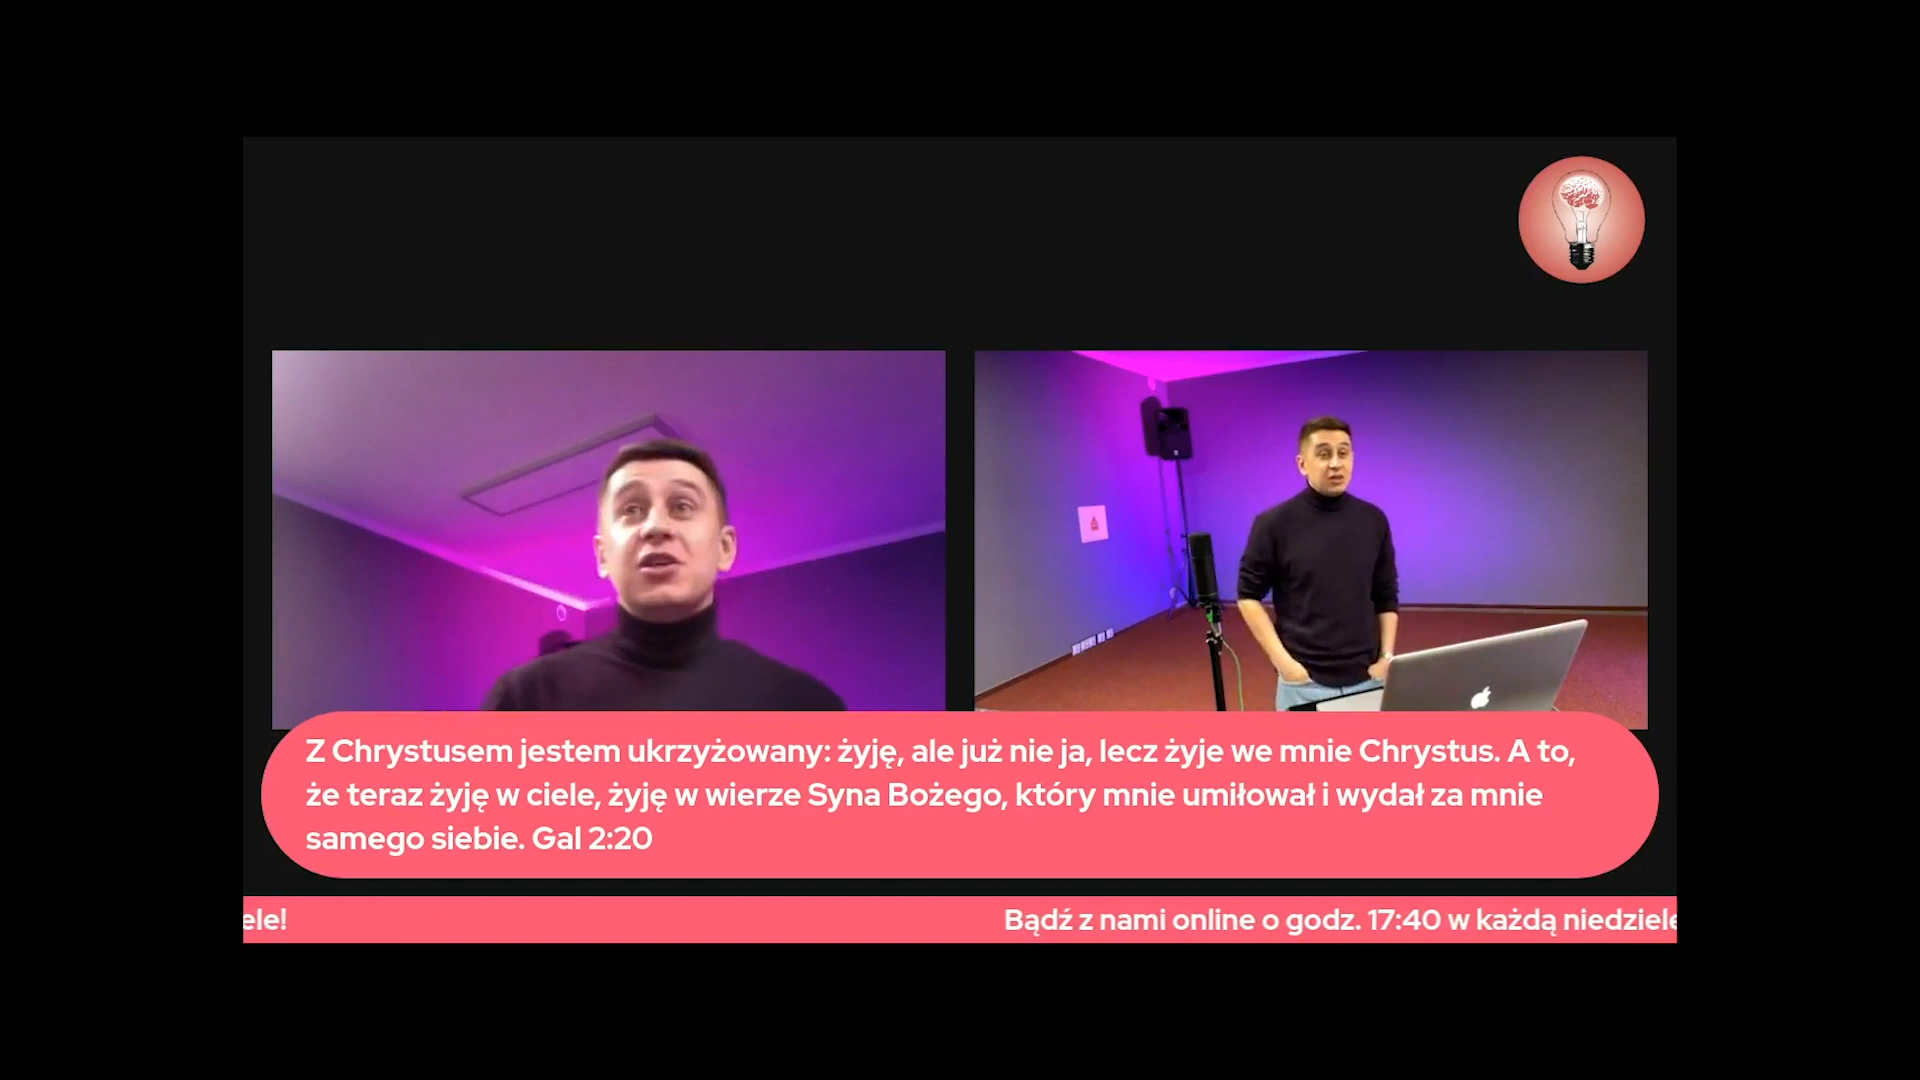 Z Chrystusem jestem ukrzyżowany: żyję, ale już nie ja, lecz żyje we mnie Chrystus. A to,
że teraz żyję w ciele, żyję w wierze Syna Bożego, który mnie umiłował i wydał za mnie
samego siebie. Gal 2:20
ele! Bądź z nami online o godz. 17:40 w każdą niedziele